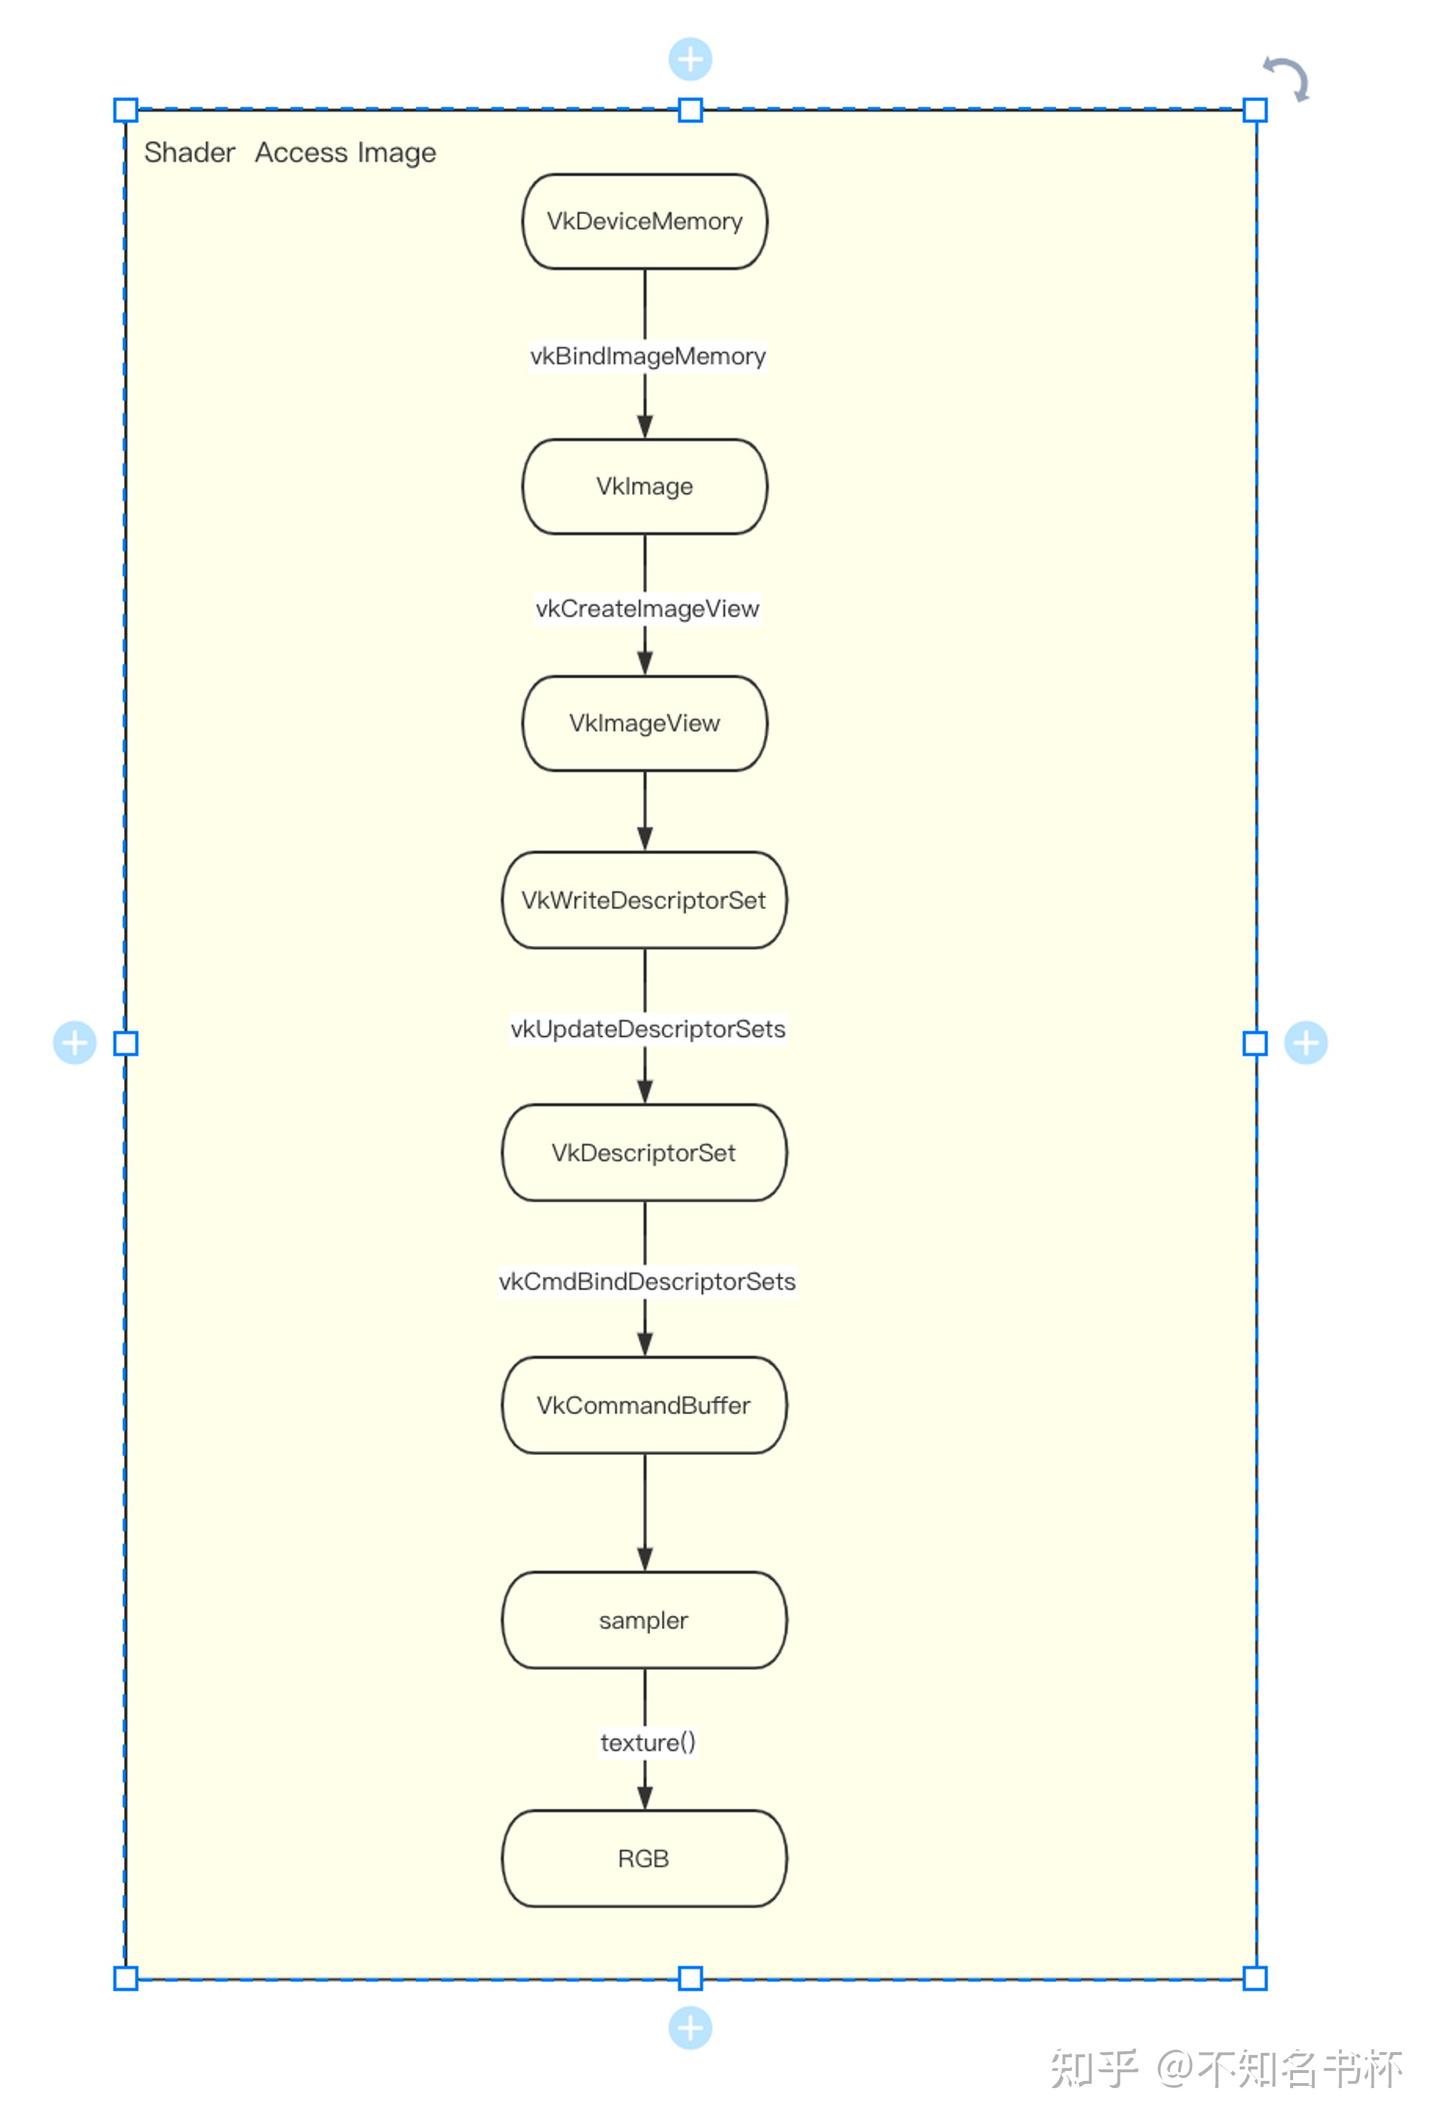 Shader  Access Image
VkDeviceMemory
vkBindImageMemory
VkImage
vkCreateImageView
VkImageView
VkWriteDescriptorSet
vkUpdateDescriptorSets
VkDescriptorSet
vkCmdBindDescriptorSets
VkCommandBuffer
sampler
texture()
RGB
知乎 @不知名书杯